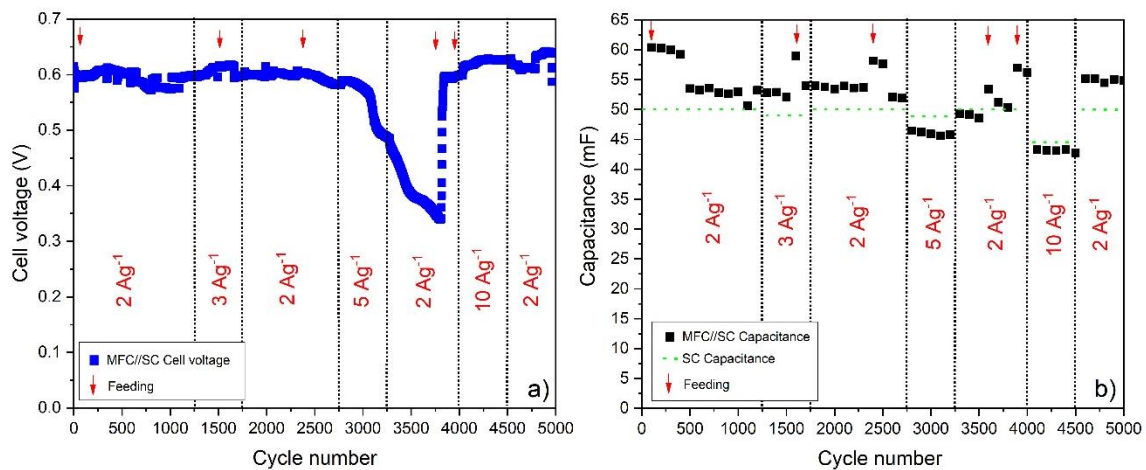 0.7
0.6
0.5
0.4
0.3
0.2
0.1
0.0
Cell voltage (V)
2 Ag⁻¹
3 Ag⁻¹
2 Ag⁻¹
5 Ag⁻¹
2 Ag⁻¹
10 Ag⁻¹
2 Ag⁻¹
MFC//SC Cell voltage
Feeding
a)
0 500 1000 1500 2000 2500 3000 3500 4000 4500 5000
Cycle number
65
60
55
50
45
40
35
30
25
20
15
10
5
0
Capacitance (mF)
2 Ag⁻¹
3 Ag⁻¹
2 Ag⁻¹
5 Ag⁻¹
2 Ag⁻¹
10 Ag⁻¹
2 Ag⁻¹
MFC//SC Capacitance
SC Capacitance
Feeding
b)
0 500 1000 1500 2000 2500 3000 3500 4000 4500 5000
Cycle number